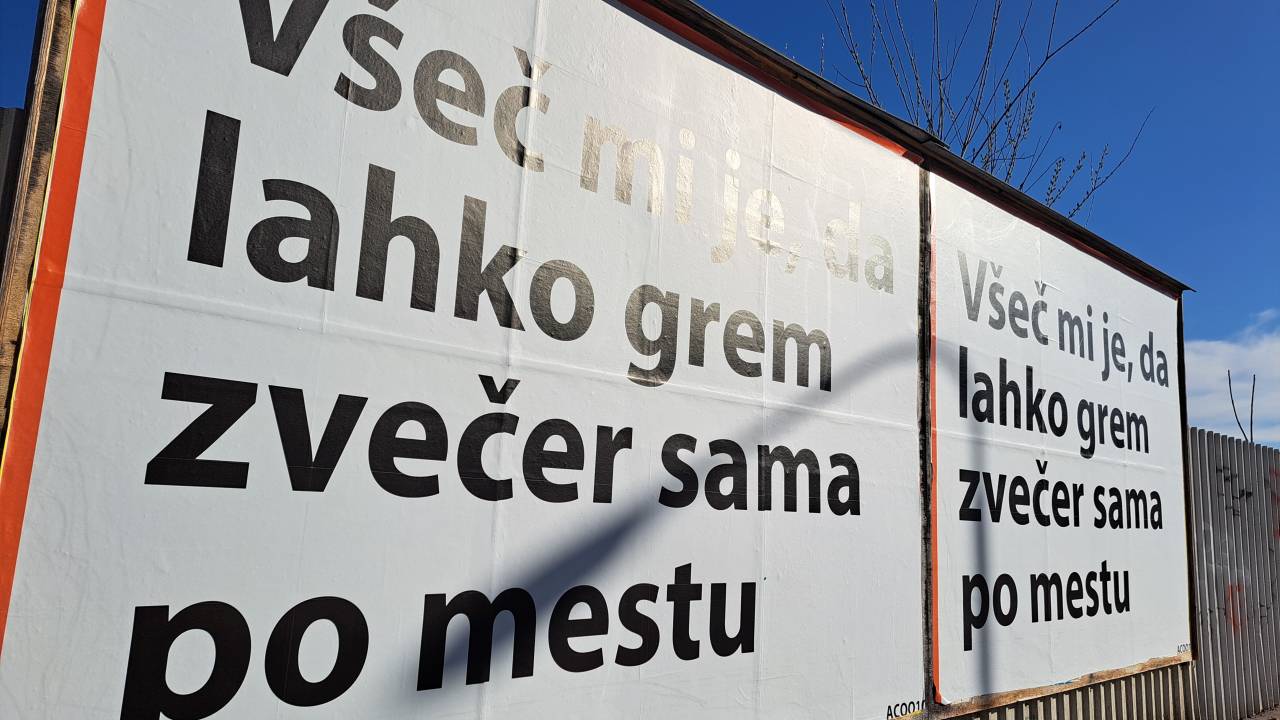 Všeč mi je, da
lahko grem
zvečer sama
po mestu
Všeč mi je, da
lahko grem
zvečer sama
po mestu